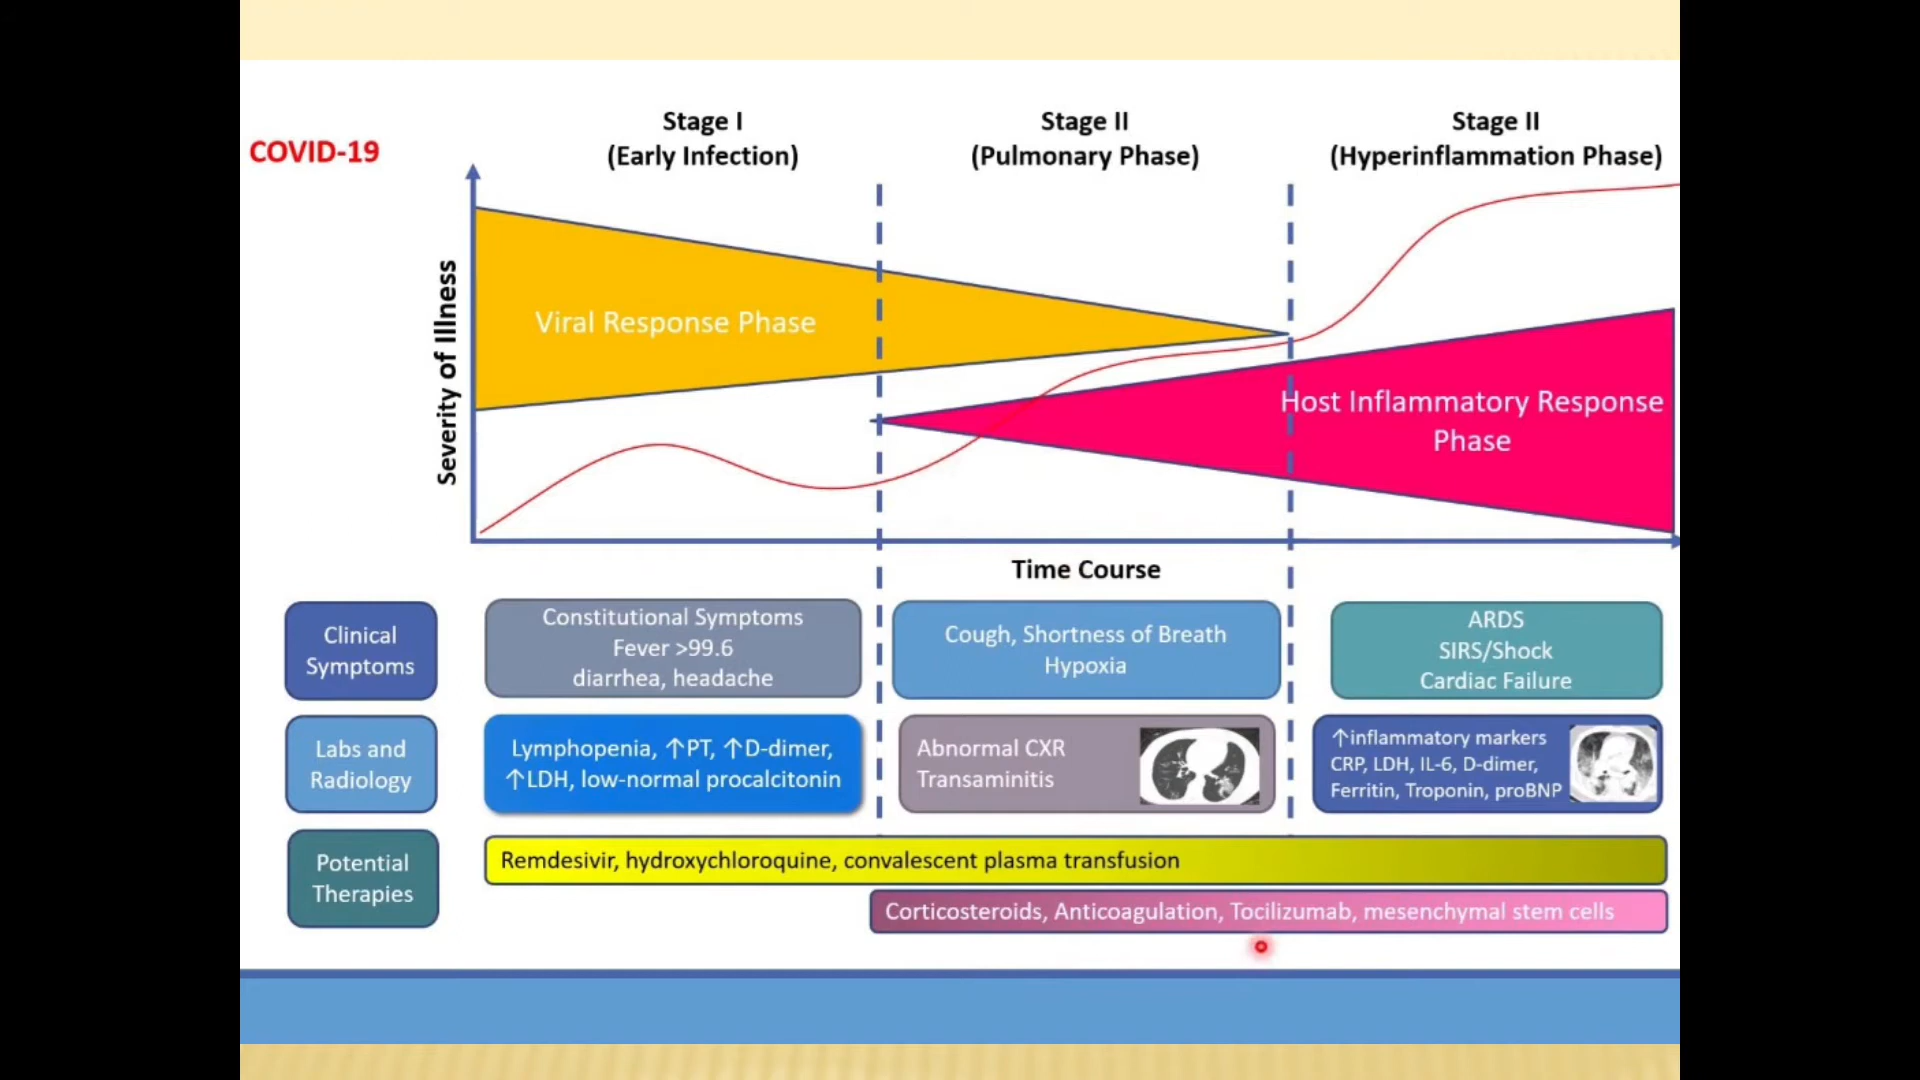 COVID-19
Stage I
(Early Infection)
Stage II
(Pulmonary Phase)
Stage II
(Hyperinflammation Phase)
Severity of Illness
Viral Response Phase
Host Inflammatory Response
Phase
Time Course
Clinical
Symptoms
Constitutional Symptoms
Fever >99.6
diarrhea, headache
Cough, Shortness of Breath
Hypoxia
ARDS
SIRS/Shock
Cardiac Failure
Labs and
Radiology
Lymphopenia, ↑PT, ↑D-dimer,
↑LDH, low-normal procalcitonin
Abnormal CXR
Transaminitis
↑inflammatory markers
CRP, LDH, IL-6, D-dimer,
Ferritin, Troponin, proBNP
Potential
Therapies
Remdesivir, hydroxychloroquine, convalescent plasma transfusion
Corticosteroids, Anticoagulation, Tocilizumab, mesenchymal stem cells